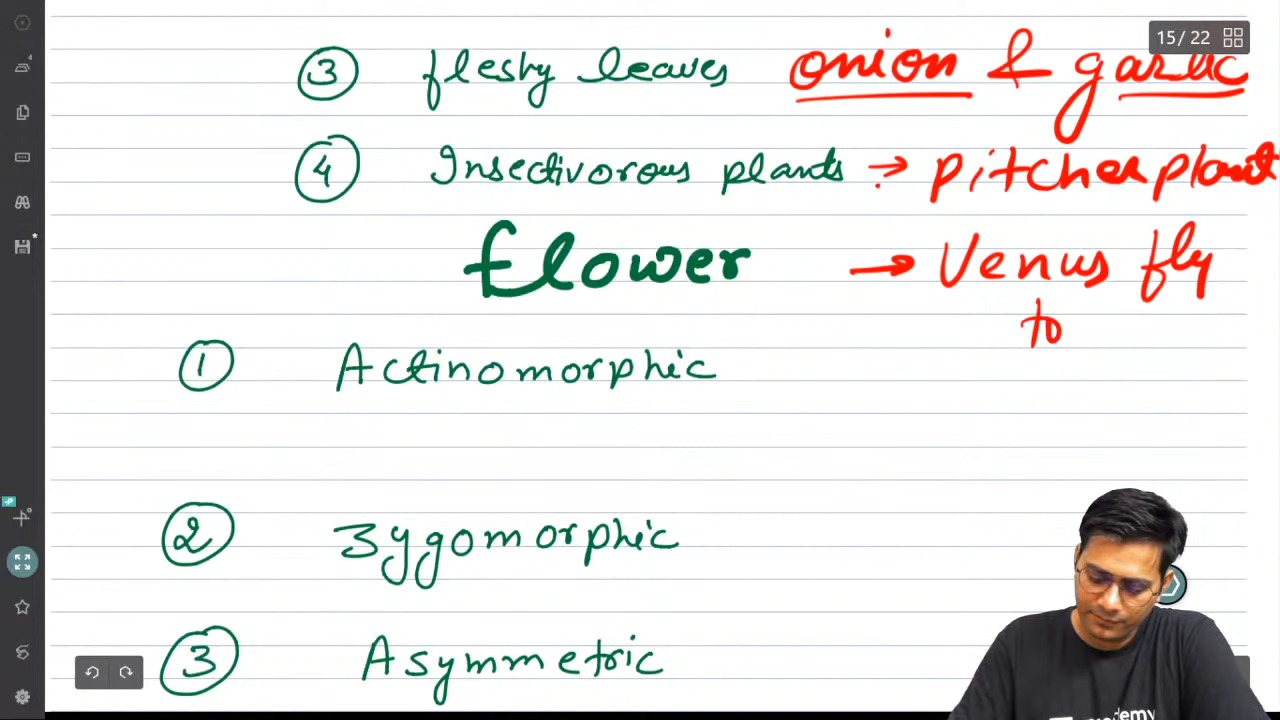 15/ 22
③ fleshy leaves onion & garlic
④ Insectivorous plants → pitcher plant
flower → Venus fly
to
① Actinomorphic
② Zygomorphic
③ Asymmetric